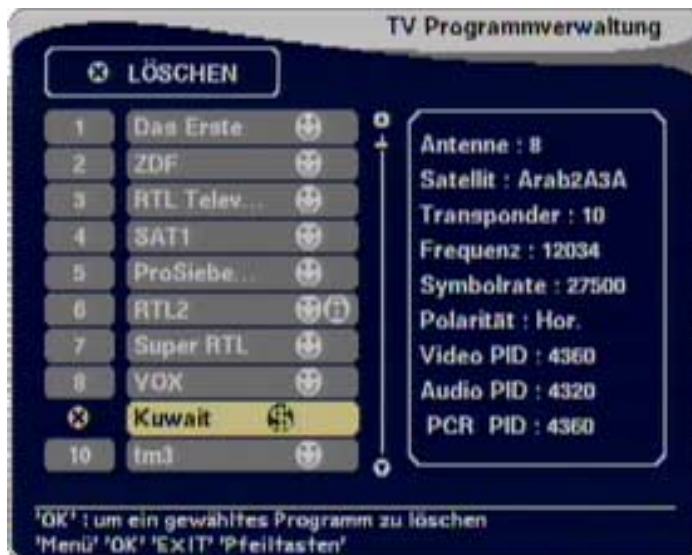 TV Programmverwaltung
LÖSCHEN
1 Das Erste
2 ZDF
3 RTL Telev...
4 SAT1
5 ProSiebe...
6 RTL2
7 Super RTL
8 VOX
Kuwait
10 tm3
Antenne : 8
Satellit : Arab2A3A
Transponder : 10
Frequenz : 12034
Symbolrate : 27500
Polarität : Hor.
Video PID : 4360
Audio PID : 4320
PCR PID : 4360
'OK' : um ein gewähltes Programm zu löschen
'Menü' 'OK' 'EXIT' 'Pfeiltasten'